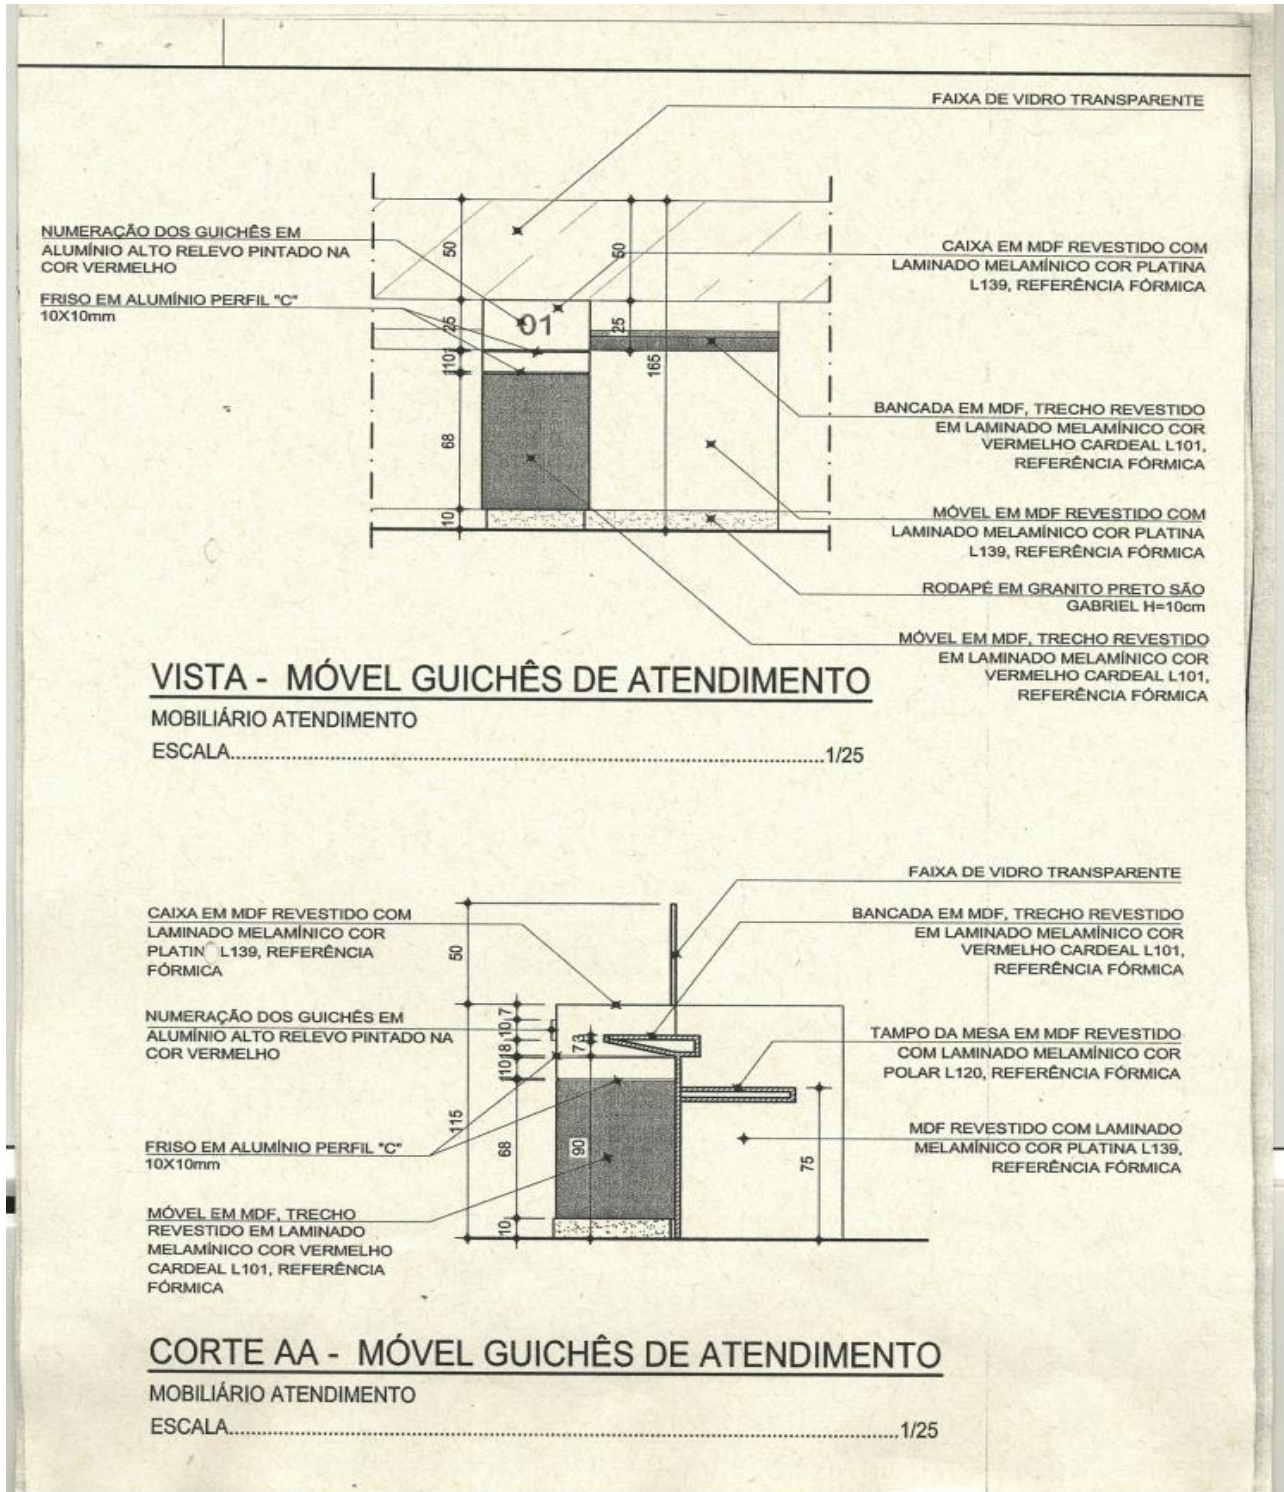 FAIXA DE VIDRO TRANSPARENTE
NUMERAÇÃO DOS GUICHÊS EM
ALUMÍNIO ALTO RELEVO PINTADO NA
COR VERMELHO
FRISO EM ALUMÍNIO PERFIL "C"
10X10mm
50
50
25
25
01
110
1
165
68
10
CAIXA EM MDF REVESTIDO COM
LAMINADO MELAMÍNICO COR PLATINA
L139, REFERÊNCIA FÓRMICA
BANCADA EM MDF, TRECHO REVESTIDO
EM LAMINADO MELAMÍNICO COR
VERMELHO CARDEAL L101,
REFERÊNCIA FÓRMICA
MÓVEL EM MDF REVESTIDO COM
LAMINADO MELAMÍNICO COR PLATINA
L139, REFERÊNCIA FÓRMICA
RODAPÉ EM GRANITO PRETO SÃO
GABRIEL H=10cm
MÓVEL EM MDF, TRECHO REVESTIDO
EM LAMINADO MELAMÍNICO COR
VERMELHO CARDEAL L101,
REFERÊNCIA FÓRMICA
VISTA - MÓVEL GUICHÊS DE ATENDIMENTO
MOBILIÁRIO ATENDIMENTO
ESCALA..........................................................................................................1/25
CAIXA EM MDF REVESTIDO COM
LAMINADO MELAMÍNICO COR
PLATIN L139, REFERÊNCIA
FÓRMICA
NUMERAÇÃO DOS GUICHÊS EM
ALUMÍNIO ALTO RELEVO PINTADO NA
COR VERMELHO
FRISO EM ALUMÍNIO PERFIL "C"
10X10mm
MÓVEL EM MDF, TRECHO
REVESTIDO EM LAMINADO
MELAMÍNICO COR VERMELHO
CARDEAL L101, REFERÊNCIA
FÓRMICA
50
115
7
10
8
1
110
68
10
7
3
90
75
FAIXA DE VIDRO TRANSPARENTE
BANCADA EM MDF, TRECHO REVESTIDO
EM LAMINADO MELAMÍNICO COR
VERMELHO CARDEAL L101,
REFERÊNCIA FÓRMICA
TAMPO DA MESA EM MDF REVESTIDO
COM LAMINADO MELAMÍNICO COR
POLAR L120, REFERÊNCIA FÓRMICA
MDF REVESTIDO COM LAMINADO
MELAMÍNICO COR PLATINA L139,
REFERÊNCIA FÓRMICA
CORTE AA - MÓVEL GUICHÊS DE ATENDIMENTO
MOBILIÁRIO ATENDIMENTO
ESCALA..........................................................................................................1/25